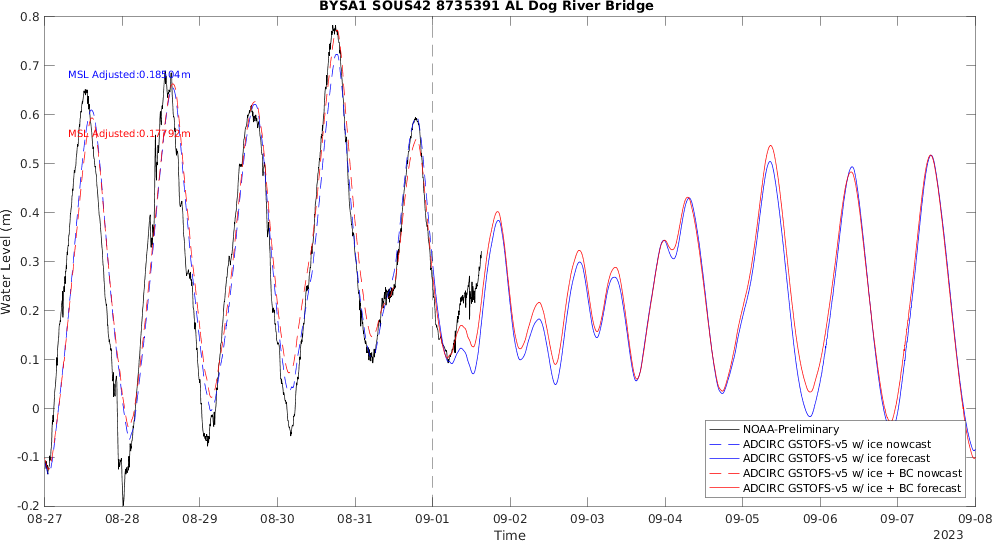 BYSA1 SOUS42 8735391 AL Dog River Bridge
Water Level (m)
0.8
0.7
0.6
0.5
0.4
0.3
0.2
0.1
0
-0.1
-0.2
MSL Adjusted:0.18504m
MSL Adjusted:0.17792m
NOAA-Preliminary
ADCIRC GSTOFS-v5 w/ ice nowcast
ADCIRC GSTOFS-v5 w/ ice forecast
ADCIRC GSTOFS-v5 w/ ice + BC nowcast
ADCIRC GSTOFS-v5 w/ ice + BC forecast
08-27 08-28 08-29 08-30 08-31 09-01 09-02 09-03 09-04 09-05 09-06 09-07 09-08
Time
2023